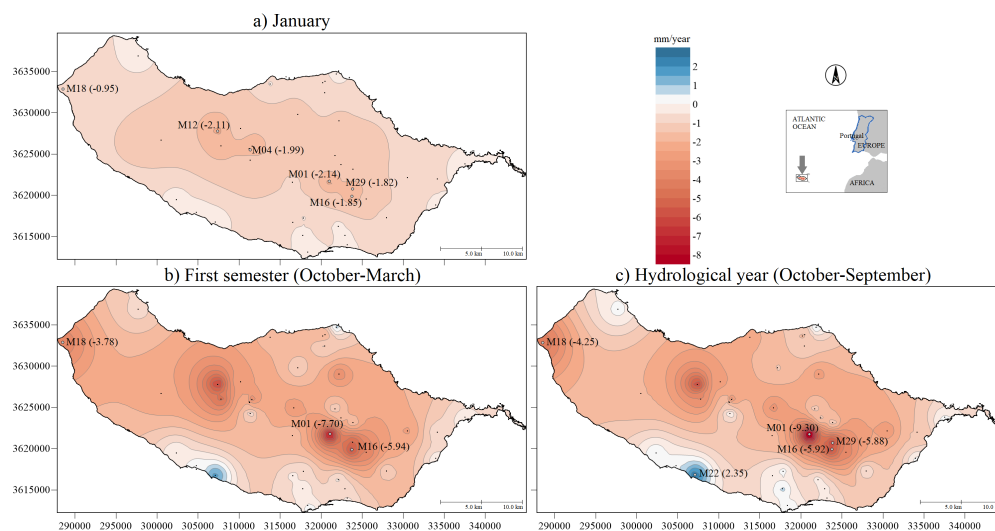 a) January
3635000
3630000
3625000
3620000
3615000
M18 (-0.95)
M12 (-2.11)
M04 (-1.99)
M01 (-2.14)
M29 (-1.82)
M16 (-1.85)
5.0 km 10.0 km
mm/year
2
1
0
-1
-2
-3
-4
-5
-6
-7
-8
ATLANTIC
OCEAN
Portugal
EUROPE
AFRICA
b) First semester (October-March)
3635000
3630000
3625000
3620000
3615000
M18 (-3.78)
M01 (-7.70)
M16 (-5.94)
5.0 km 10.0 km
290000 295000 300000 305000 310000 315000 320000 325000 330000 335000 340000
c) Hydrological year (October-September)
M18 (-4.25)
M01 (-9.30)
M29 (-5.88)
M16 (-5.92)
M22 (2.35)
5.0 km 10.0 k
290000 295000 300000 305000 310000 315000 320000 325000 330000 335000 340000